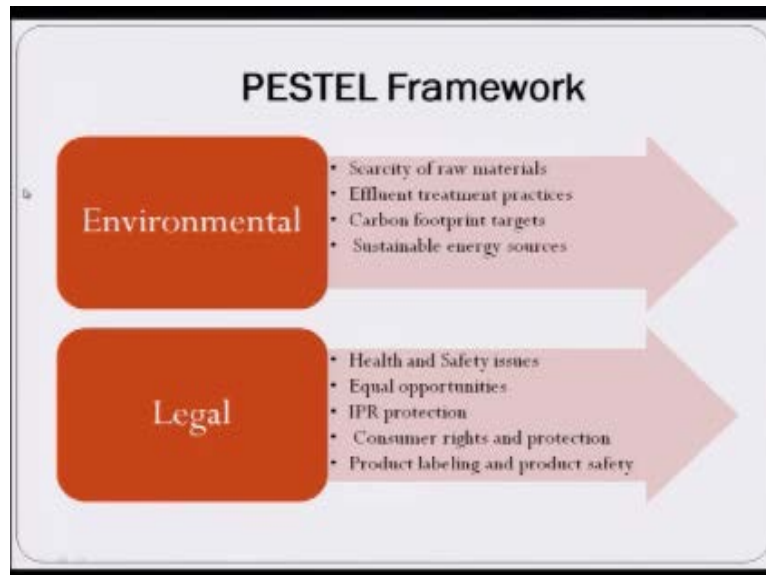 PESTEL Framework
Environmental
• Scarcity of raw materials
• Effluent treatment practices
• Carbon footprint targets
• Sustainable energy sources
Legal
• Health and Safety issues
• Equal opportunities
• IPR protection
• Consumer rights and protection
• Product labeling and product safety